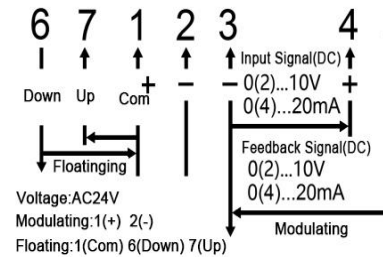 6 7 1 2 3 4
Input Signal(DC)
+ − − 0(2)...10V +
Down Up Com 0(4)...20mA
Feedback Signal(DC)
Floatinging 0(2)...10V
0(4)...20mA
Voltage:AC24V
Modulating:1(+) 2(-) Modulating
Floating:1(Com) 6(Down) 7(Up)